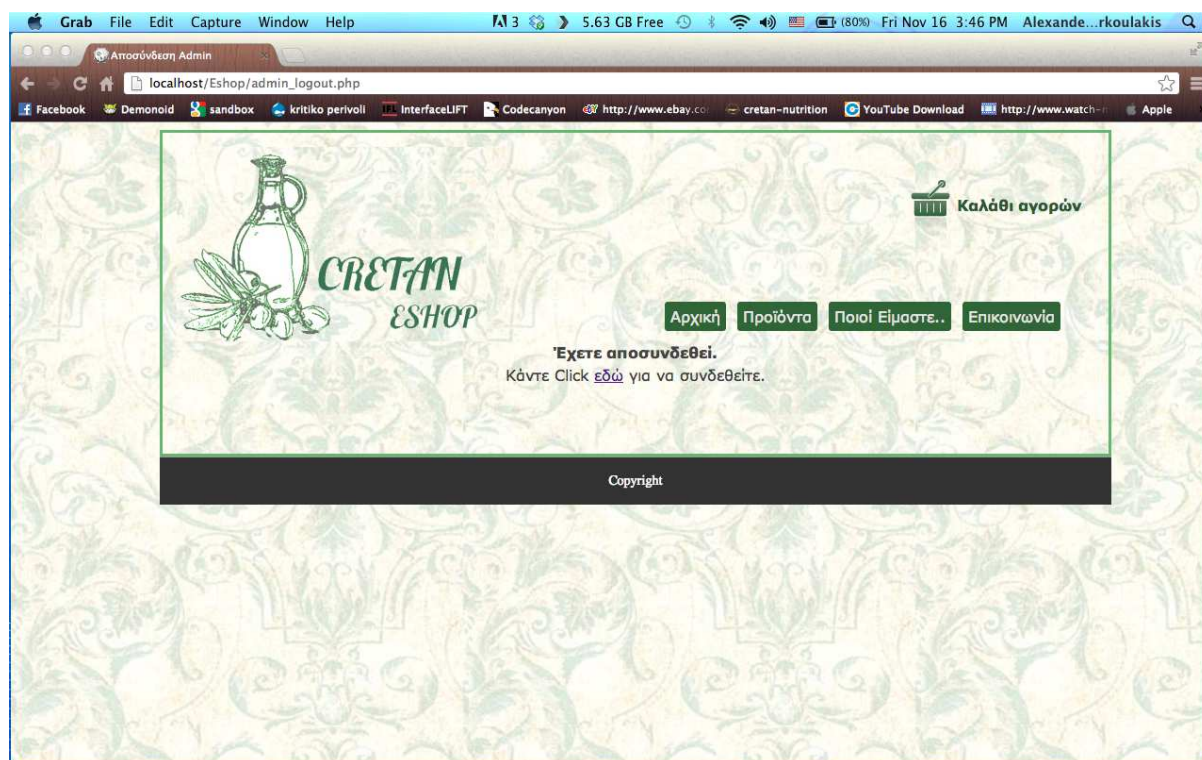 Grab File Edit Capture Window Help 3 5.63 GB Free (80%) Fri Nov 16 3:46 PM Alexande...rkoulakis
Αποσύνδεση Admin
localhost/Eshop/admin_logout.php
Facebook Demonoid sandbox kritiko perivoli InterfaceLIFT Codecanyon http://www.ebay.co cretan-nutrition YouTube Download http://www.watch-n Apple
Καλάθι αγορών
CRETAN
ESHOP
Αρχική Προϊόντα Ποιοί Είμαστε.. Επικοινωνία
Έχετε αποσυνδεθεί.
Κάντε Click εδώ για να συνδεθείτε.
Copyright